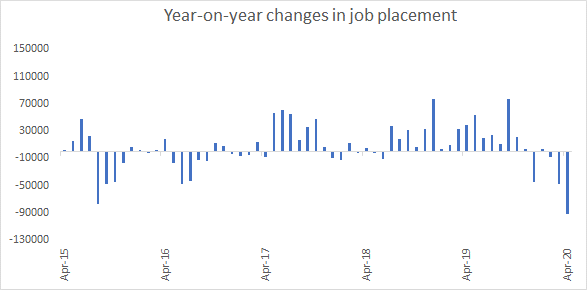 Year-on-year changes in job placement
150000
110000
70000
30000
-10000
-50000
-90000
-130000
Apr-15
Apr-16
Apr-17
Apr-18
Apr-19
Apr-20